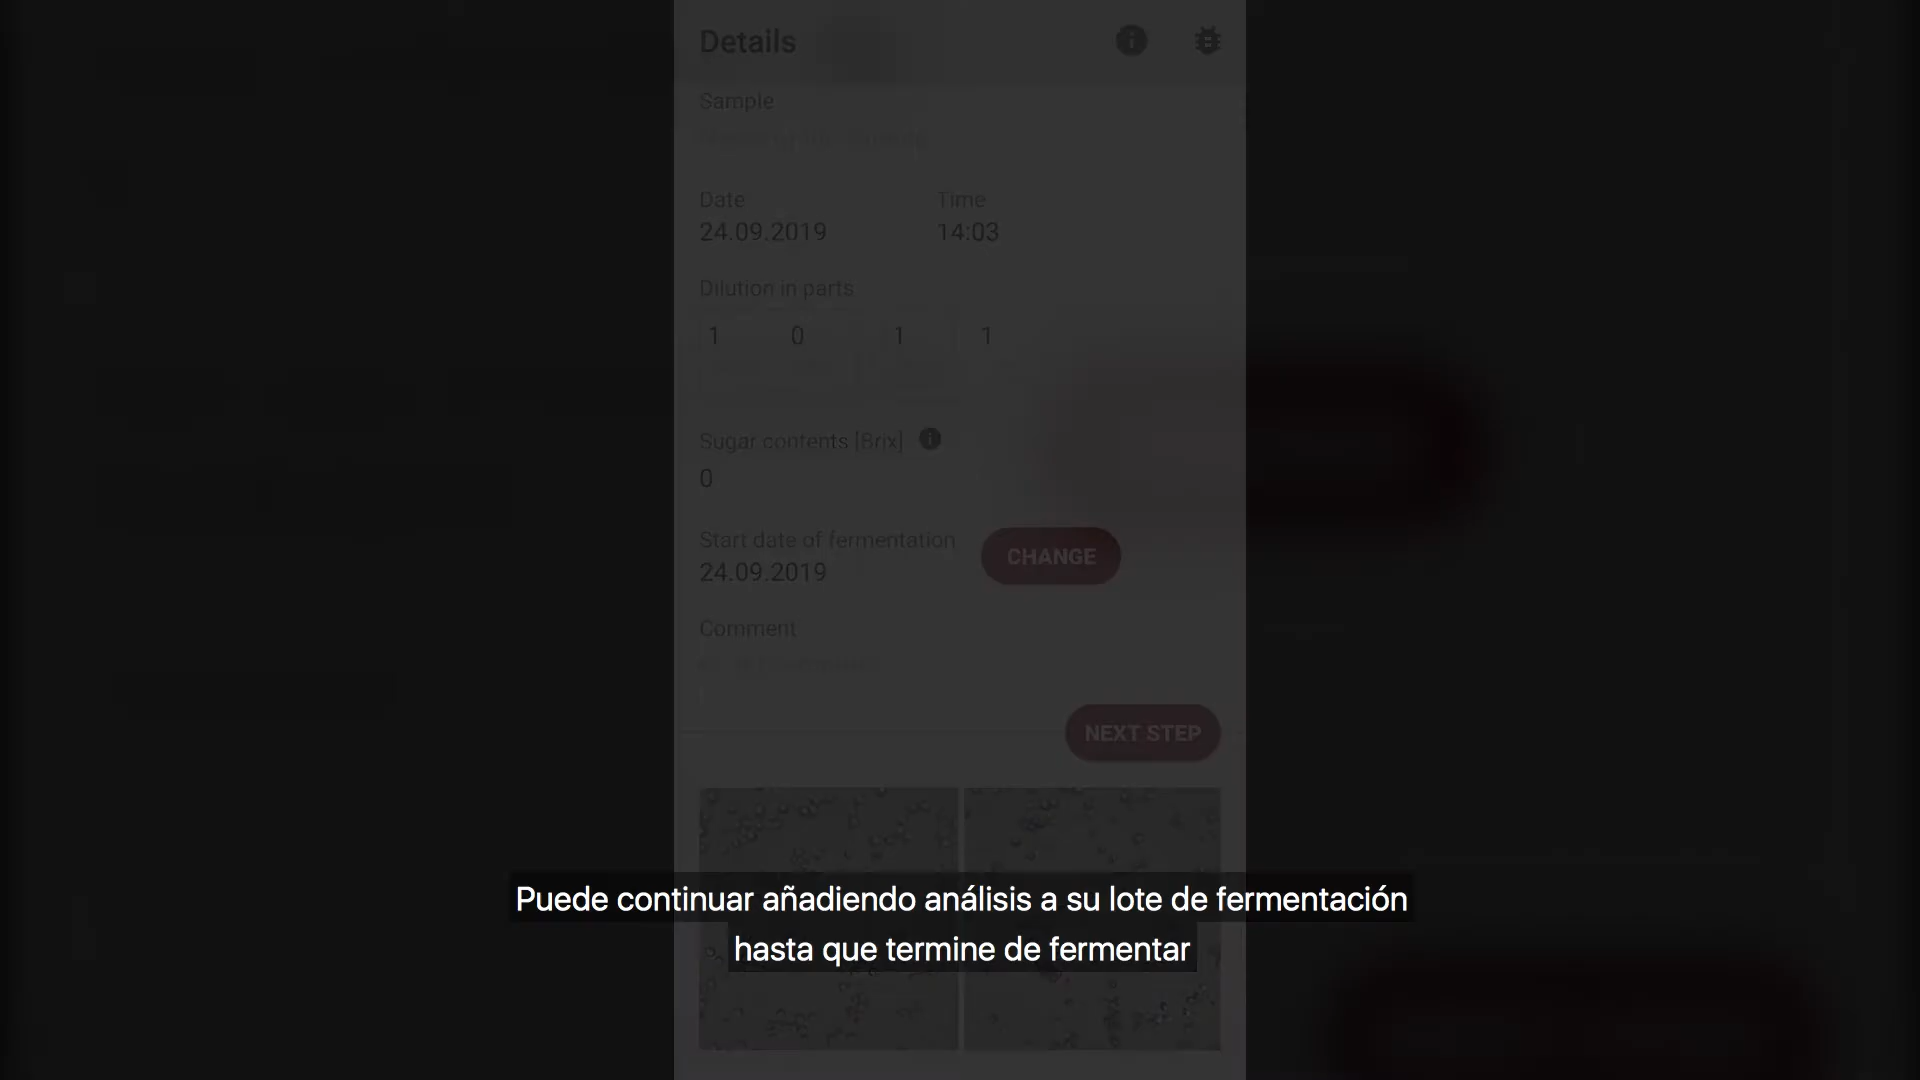 Details
Sample
Date Time
24.09.2019 14:03
Dilution in parts
1 0 1 1
Sugar contents [Brix]
0
Start date of fermentation
24.09.2019
CHANGE
Comment
NEXT STEP
Puede continuar añadiendo análisis a su lote de fermentación
hasta que termine de fermentar